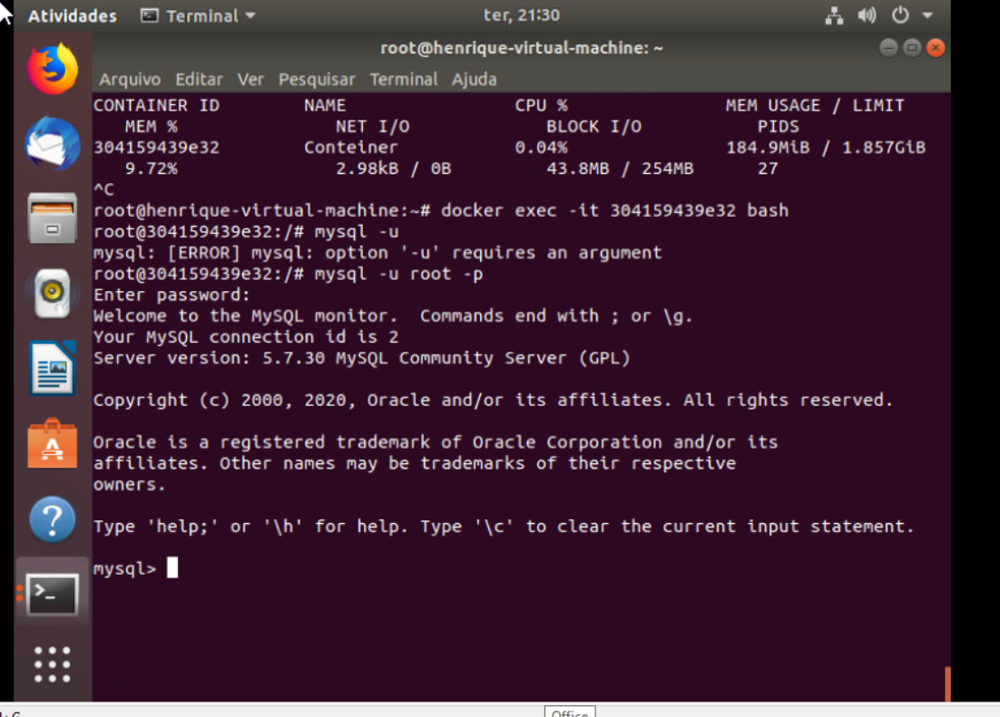 Atividades Terminal ter, 21:30
root@henrique-virtual-machine: ~
Arquivo Editar Ver Pesquisar Terminal Ajuda
CONTAINER ID NAME CPU % MEM USAGE / LIMIT
MEM % NET I/O BLOCK I/O PIDS
304159439e32 Conteiner 0.04% 184.9MiB / 1.857GiB
9.72% 2.98kB / 0B 43.8MB / 254MB 27
^C
root@henrique-virtual-machine:~# docker exec -it 304159439e32 bash
root@304159439e32:/# mysql -u
mysql: [ERROR] mysql: option '-u' requires an argument
root@304159439e32:/# mysql -u root -p
Enter password:
Welcome to the MySQL monitor.  Commands end with ; or \g.
Your MySQL connection id is 2
Server version: 5.7.30 MySQL Community Server (GPL)
Copyright (c) 2000, 2020, Oracle and/or its affiliates. All rights reserved.
Oracle is a registered trademark of Oracle Corporation and/or its
affiliates. Other names may be trademarks of their respective
owners.
Type 'help;' or '\h' for help. Type '\c' to clear the current input statement.
mysql>
Office